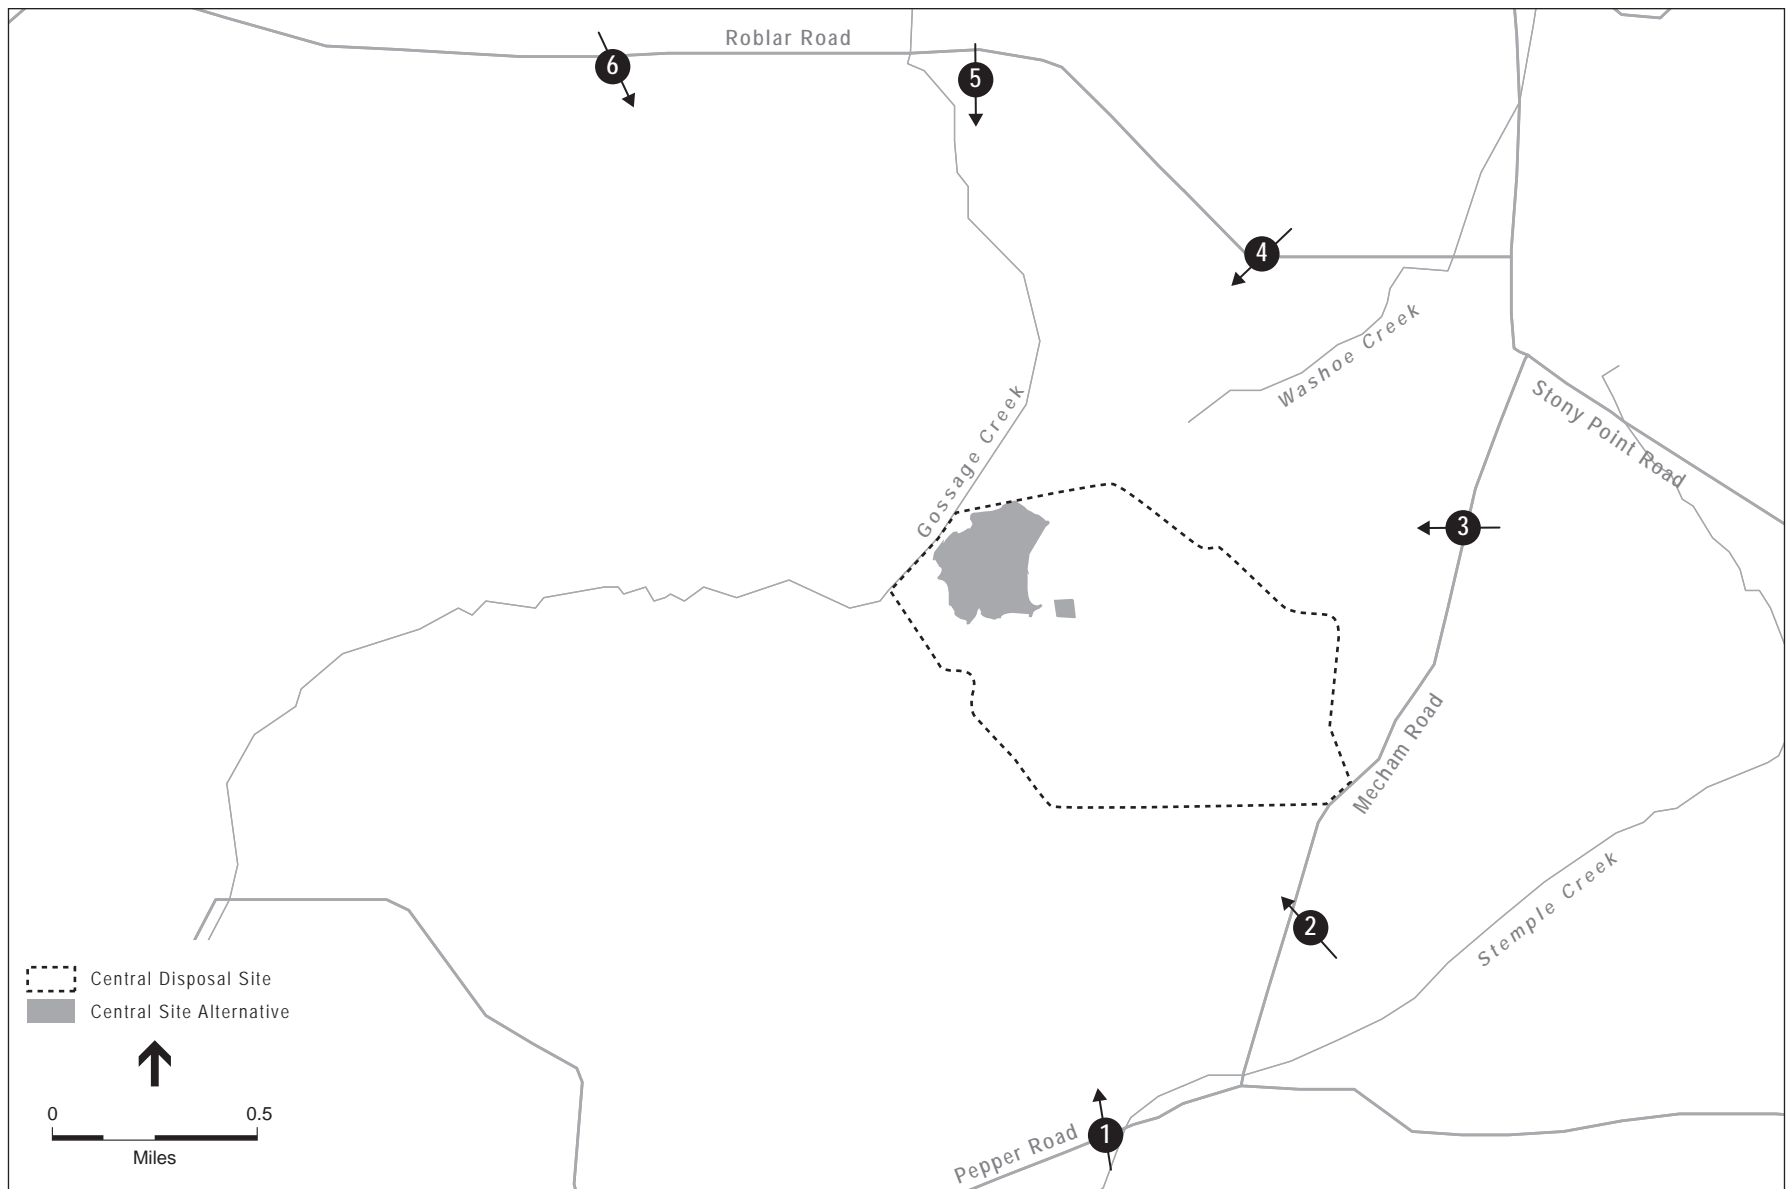 Roblar Road
6
5
4
Washoe Creek
Stony Point Road
Gossage Creek
3
Mecham Road
Stemple Creek
2
Central Disposal Site
Central Site Alternative
0 0.5
Miles
1
Pepper Road